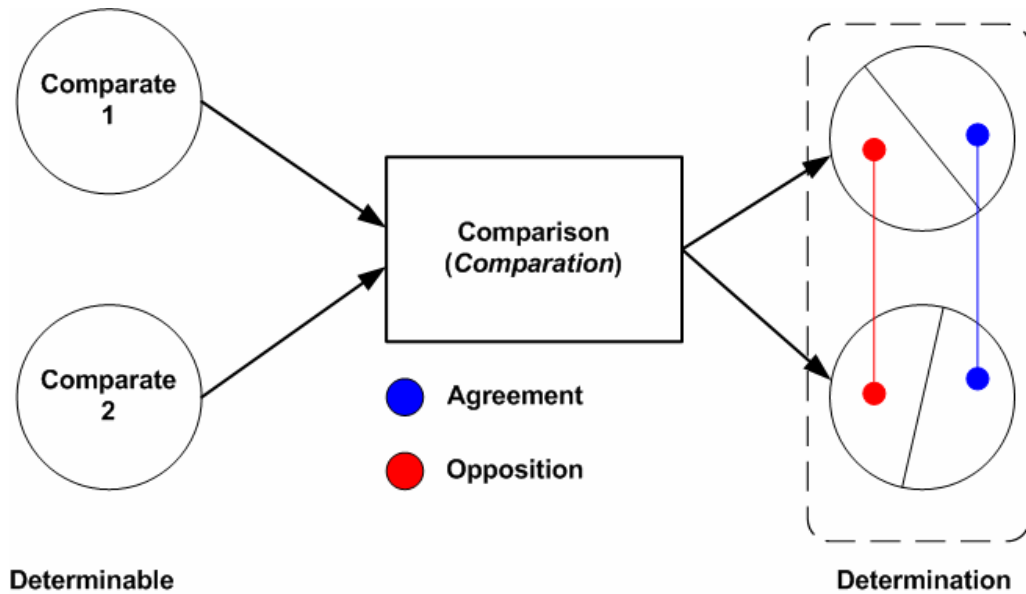 Comparate
1
Comparison
(Comparation)
Comparate
2
Agreement
Opposition
Determinable
Determination